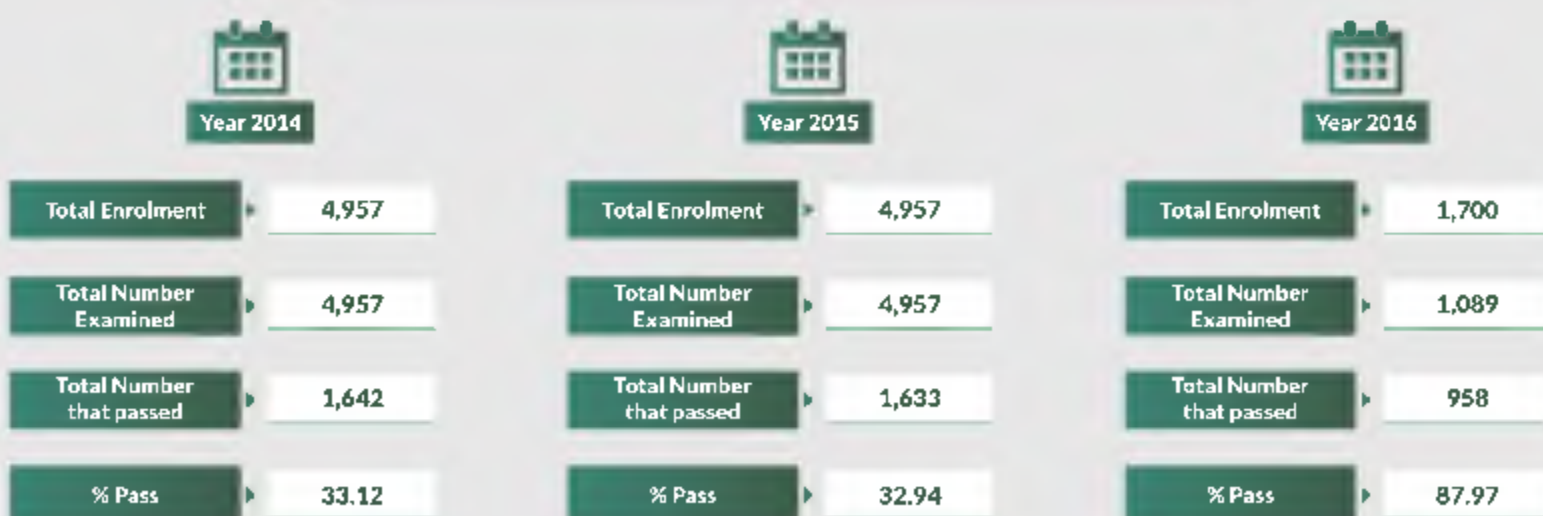 Year 2014
Total Enrolment 4,957
Total Number
Examined
4,957
Total Number
that passed
1,642
% Pass 33.12
Year 2015
Total Enrolment 4,957
Total Number
Examined
4,957
Total Number
that passed
1,633
% Pass 32.94
Year 2016
Total Enrolment 1,700
Total Number
Examined
1,089
Total Number
that passed
958
% Pass 87.97